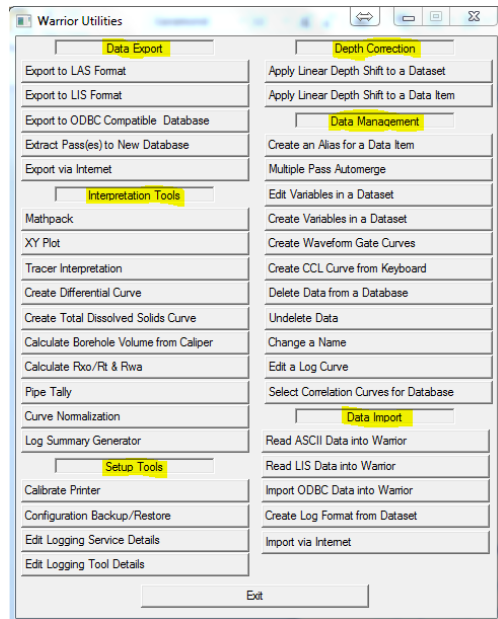 Warrior Utilities
Data Export
Export to LAS Format
Export to LIS Format
Export to ODBC Compatible Database
Extract Pass(es) to New Database
Export via Internet
Interpretation Tools
Mathpack
XY Plot
Tracer Interpretation
Create Differential Curve
Create Total Dissolved Solids Curve
Calculate Borehole Volume from Caliper
Calculate Rxo/Rt & Rwa
Pipe Tally
Curve Normalization
Log Summary Generator
Setup Tools
Calibrate Printer
Configuration Backup/Restore
Edit Logging Service Details
Edit Logging Tool Details
Depth Correction
Apply Linear Depth Shift to a Dataset
Apply Linear Depth Shift to a Data Item
Data Management
Create an Alias for a Data Item
Multiple Pass Automerge
Edit Variables in a Dataset
Create Variables in a Dataset
Create Waveform Gate Curves
Create CCL Curve from Keyboard
Delete Data from a Database
Undelete Data
Change a Name
Edit a Log Curve
Select Correlation Curves for Database
Data Import
Read ASCII Data into Warrior
Read LIS Data into Warrior
Import ODBC Data into Warrior
Create Log Format from Dataset
Import via Internet
Exit